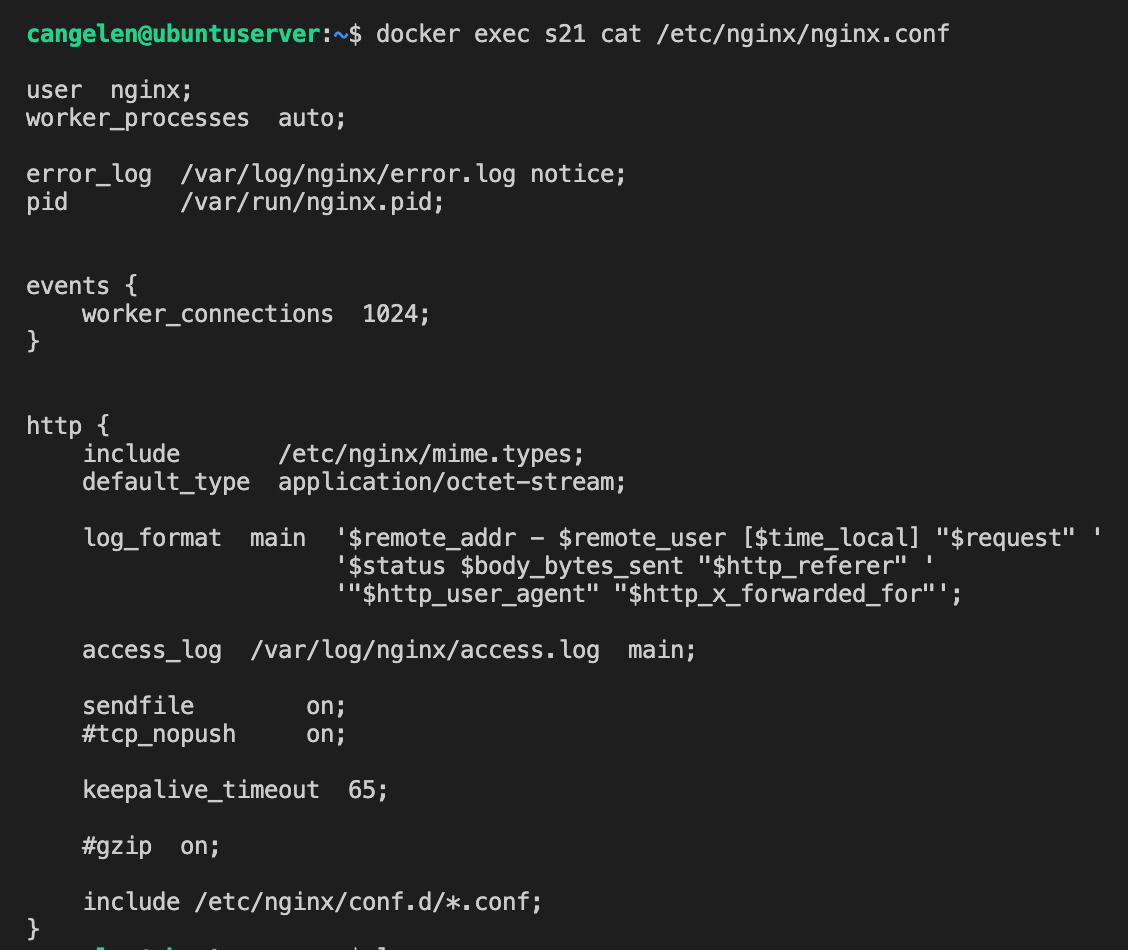 cangelen@ubuntuserver:~$ docker exec s21 cat /etc/nginx/nginx.conf
user  nginx;
worker_processes  auto;
error_log  /var/log/nginx/error.log notice;
pid        /var/run/nginx.pid;
events {
    worker_connections  1024;
}
http {
    include       /etc/nginx/mime.types;
    default_type  application/octet-stream;
    log_format  main  '$remote_addr - $remote_user [$time_local] "$request" '
                      '$status $body_bytes_sent "$http_referer" '
                      '"$http_user_agent" "$http_x_forwarded_for"';
    access_log  /var/log/nginx/access.log  main;
    sendfile        on;
    #tcp_nopush     on;
    keepalive_timeout  65;
    #gzip  on;
    include /etc/nginx/conf.d/*.conf;
}